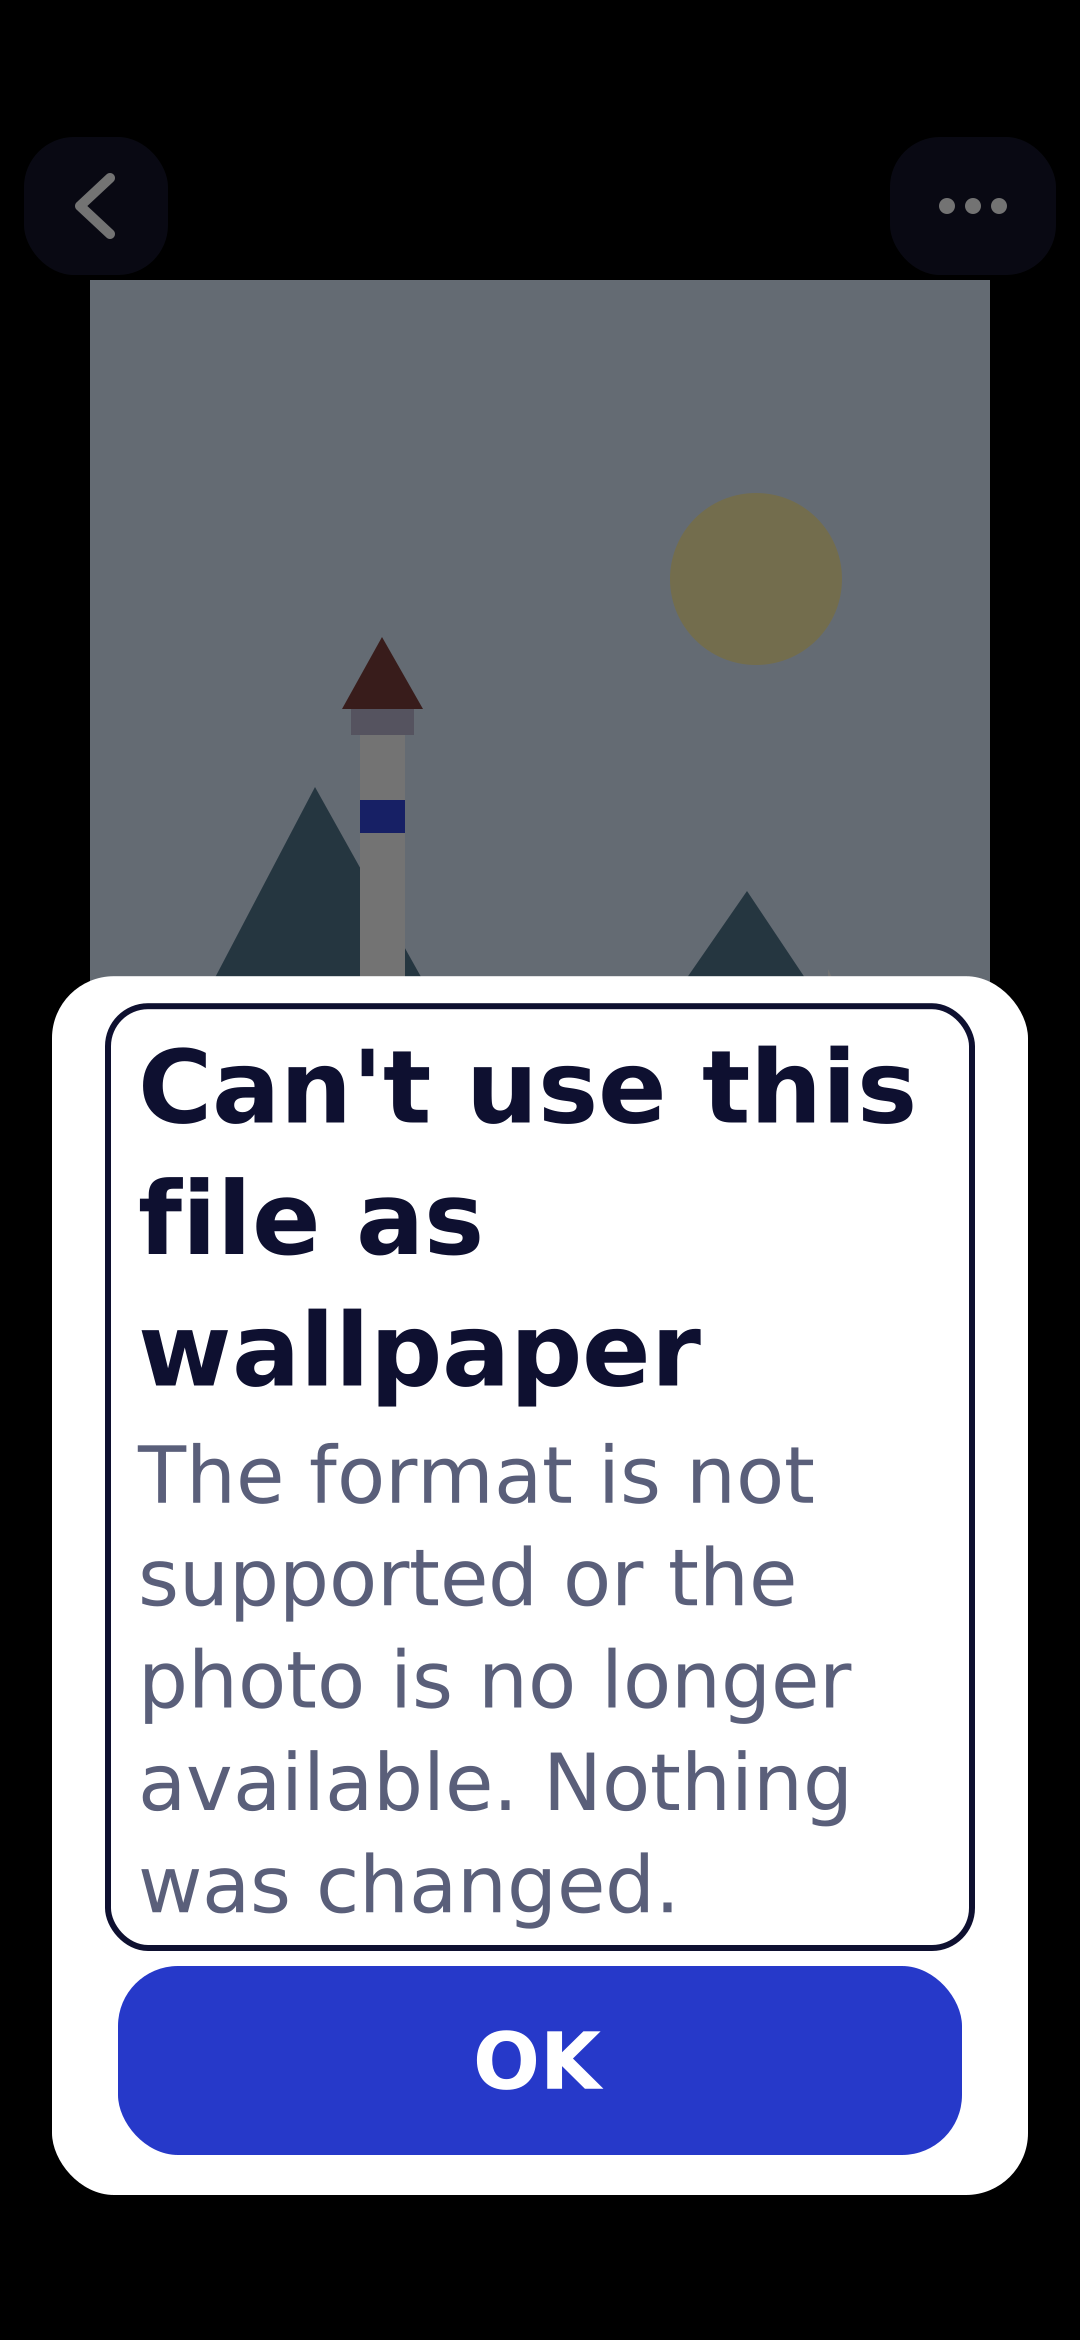 Can't use this
file as
wallpaper
The format is not
supported or the
photo is no longer
available. Nothing
was changed.
OK